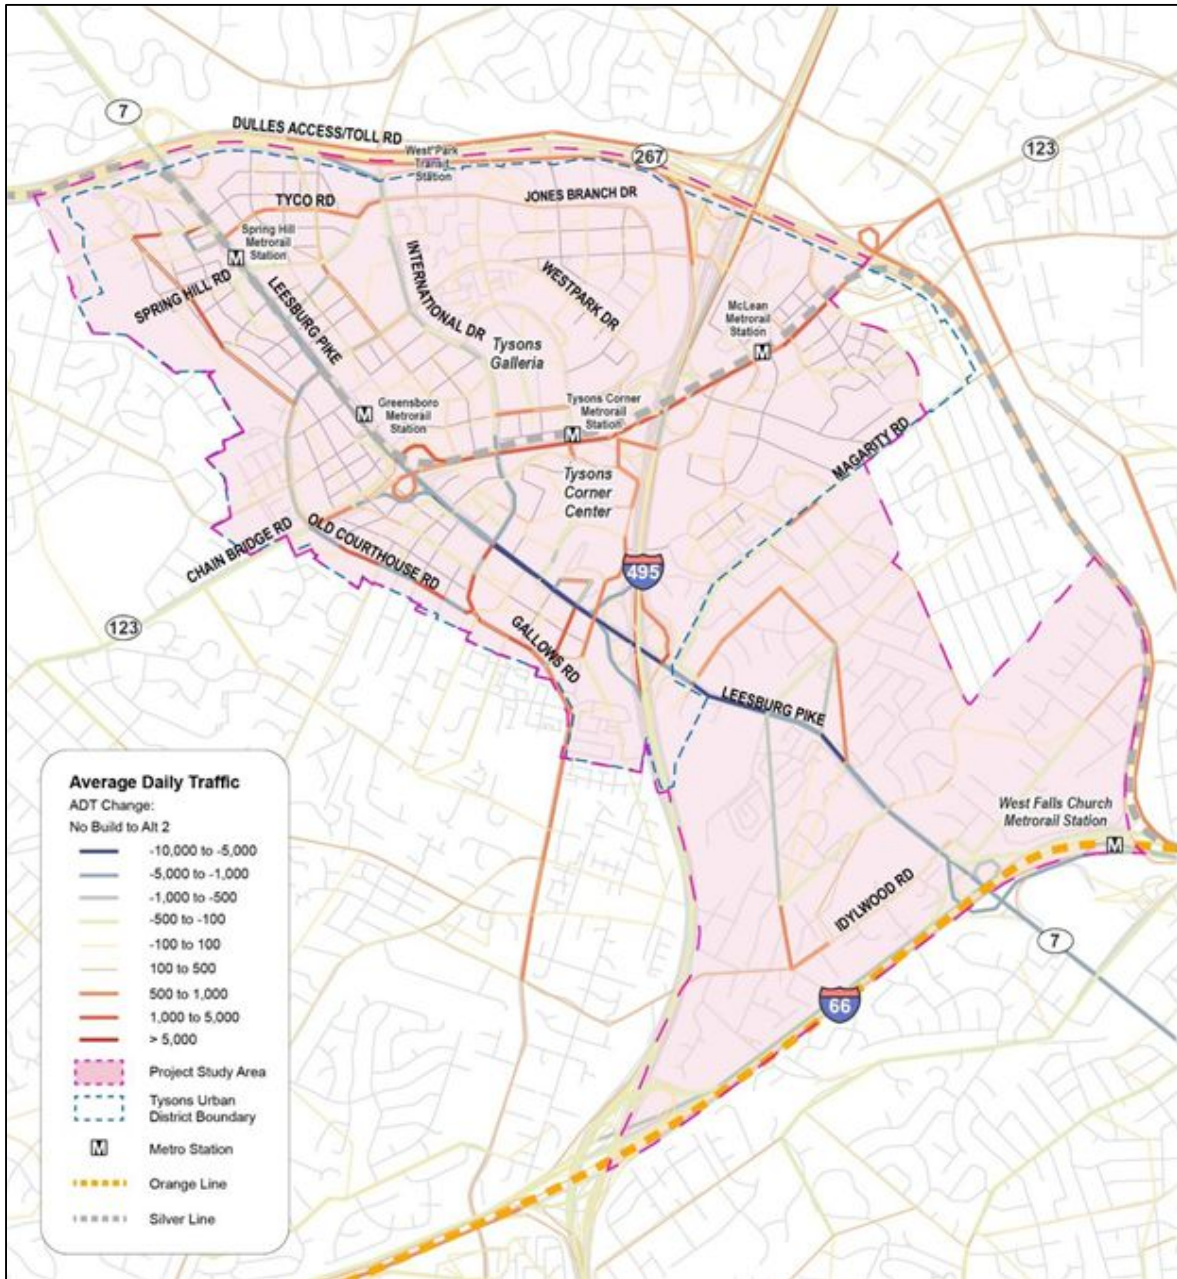 7
DULLES ACCESS/TOLL RD
West*Park
Transit
Station
267
123
TYCO RD
JONES BRANCH DR
Spring Hill
Metrorail
Station
M
SPRING HILL RD
LEESBURG PIKE
INTERNATIONAL DR
WESTPARK DR
McLean
Metrorail
Station
M
Tysons
Galleria
Greensboro
Metrorail
Station
M
Tysons Corner
Metrorail
Station
M
MAGARITY RD
Tysons
Corner
Center
CHAIN BRIDGE RD
OLD COURTHOUSE RD
495
123
GALLOWS RD
LEESBURG PIKE
West Falls Church
Metrorail Station
M
IDYLWOOD RD
7
66
Average Daily Traffic
ADT Change:
No Build to Alt 2
-10,000 to -5,000
-5,000 to -1,000
-1,000 to -500
-500 to -100
-100 to 100
100 to 500
500 to 1,000
1,000 to 5,000
> 5,000
Project Study Area
Tysons Urban
District Boundary
M
Metro Station
Orange Line
Silver Line